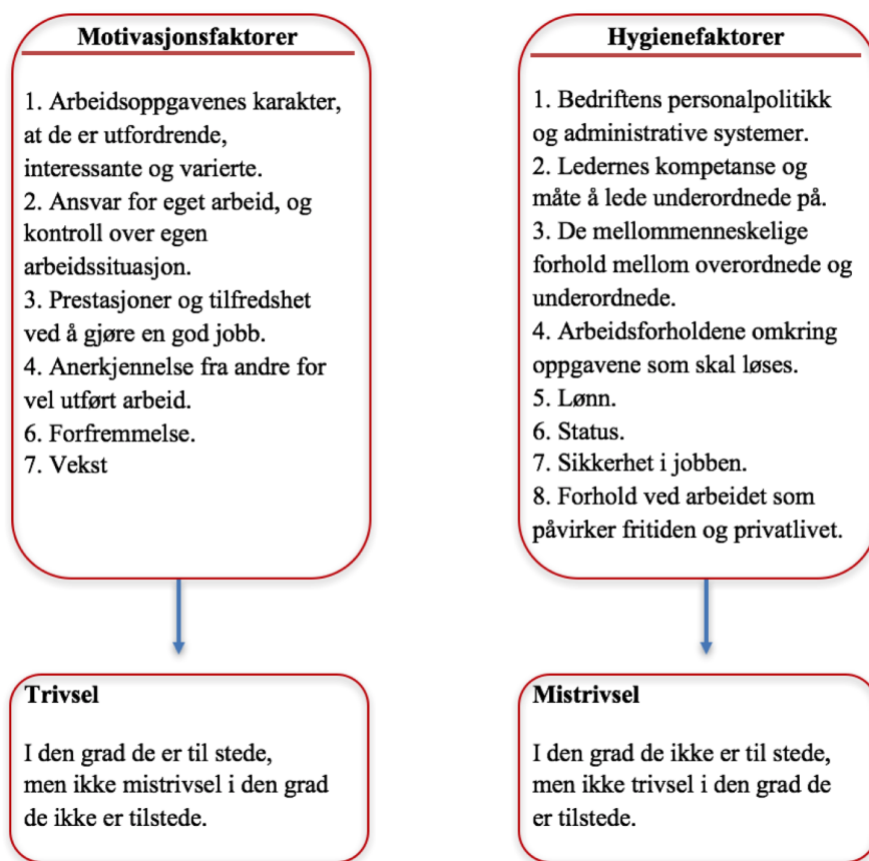 Motivasjonsfaktorer
1. Arbeidsoppgavenes karakter,
at de er utfordrende,
interessante og varierte.
2. Ansvar for eget arbeid, og
kontroll over egen
arbeidssituasjon.
3. Prestasjoner og tilfredshet
ved å gjøre en god jobb.
4. Anerkjennelse fra andre for
vel utført arbeid.
6. Forfremmelse.
7. Vekst
Hygienefaktorer
1. Bedriftens personalpolitikk
og administrative systemer.
2. Ledernes kompetanse og
måte å lede underordnede på.
3. De mellommenneskelige
forhold mellom overordnede og
underordnede.
4. Arbeidsforholdene omkring
oppgavene som skal løses.
5. Lønn.
6. Status.
7. Sikkerhet i jobben.
8. Forhold ved arbeidet som
påvirker fritiden og privatlivet.
Trivsel
I den grad de er til stede,
men ikke mistrivsel i den grad
de ikke er tilstede.
Mistrivsel
I den grad de ikke er til stede,
men ikke trivsel i den grad de
er tilstede.